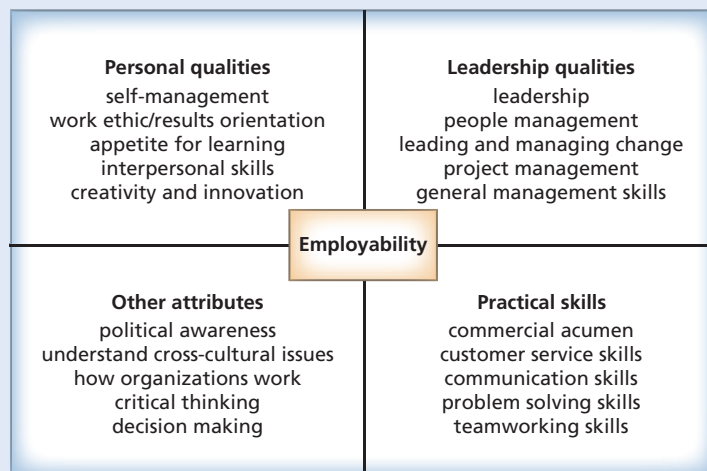 Personal qualities
self-management
work ethic/results orientation
appetite for learning
interpersonal skills
creativity and innovation
Leadership qualities
leadership
people management
leading and managing change
project management
general management skills
Employability
Other attributes
political awareness
understand cross-cultural issues
how organizations work
critical thinking
decision making
Practical skills
commercial acumen
customer service skills
communication skills
problem solving skills
teamworking skills